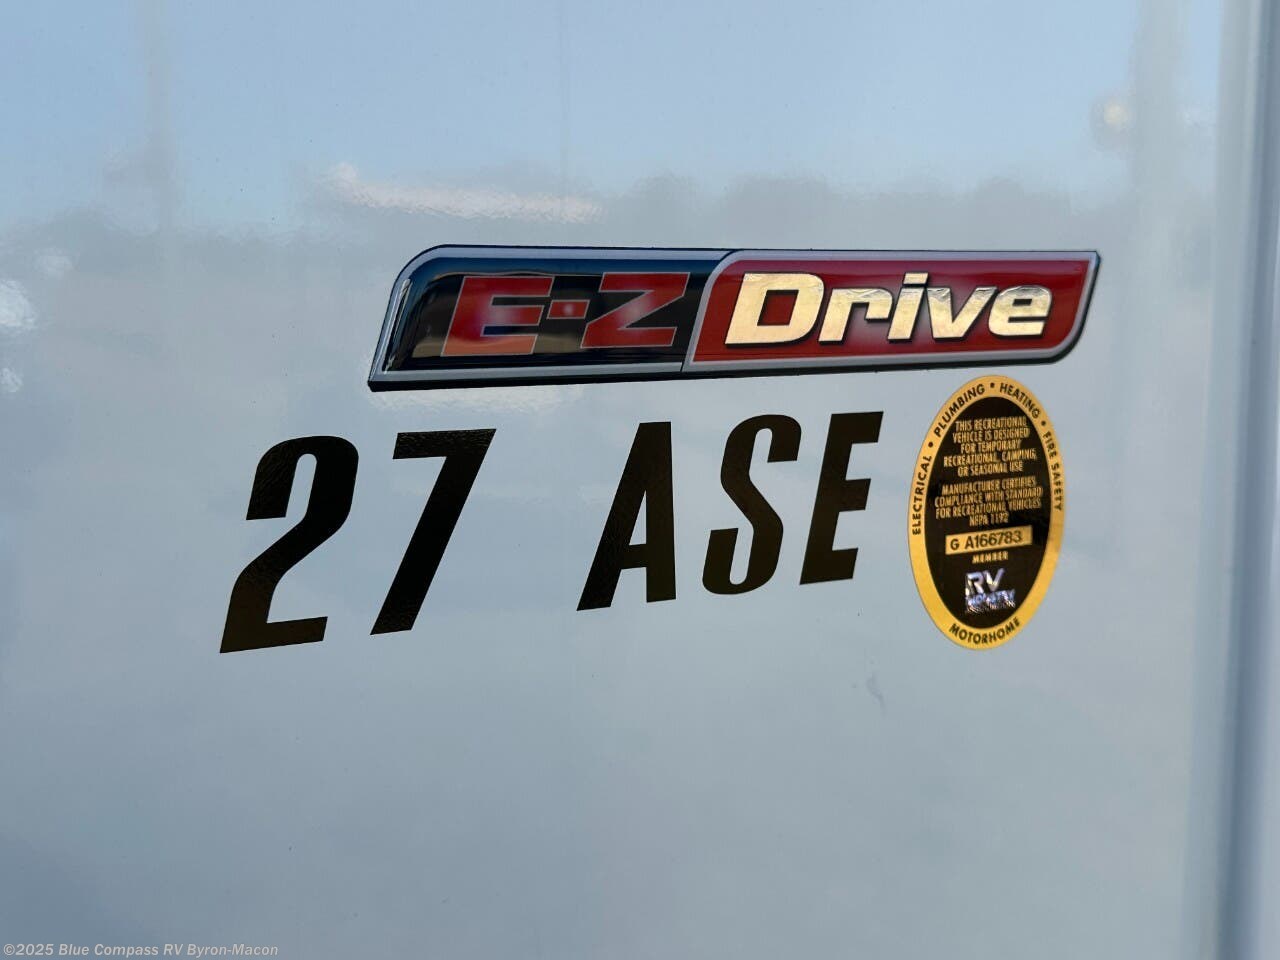 E·Z Drive
27 ASE
ELECTRICAL • PLUMBING • HEATING • FIRE SAFETY
THIS RECREATIONAL
VEHICLE IS DESIGNED
FOR TEMPORARY
RECREATIONAL, CAMPING,
OR SEASONAL USE
MANUFACTURER CERTIFIES
COMPLIANCE WITH STANDARD
FOR RECREATIONAL VEHICLES
NFPA 1192
G A166783
MEMBER
RV
INDUSTRY
ASSOCIATION
MOTORHOME
©2025 Blue Compass RV Byron-Macon